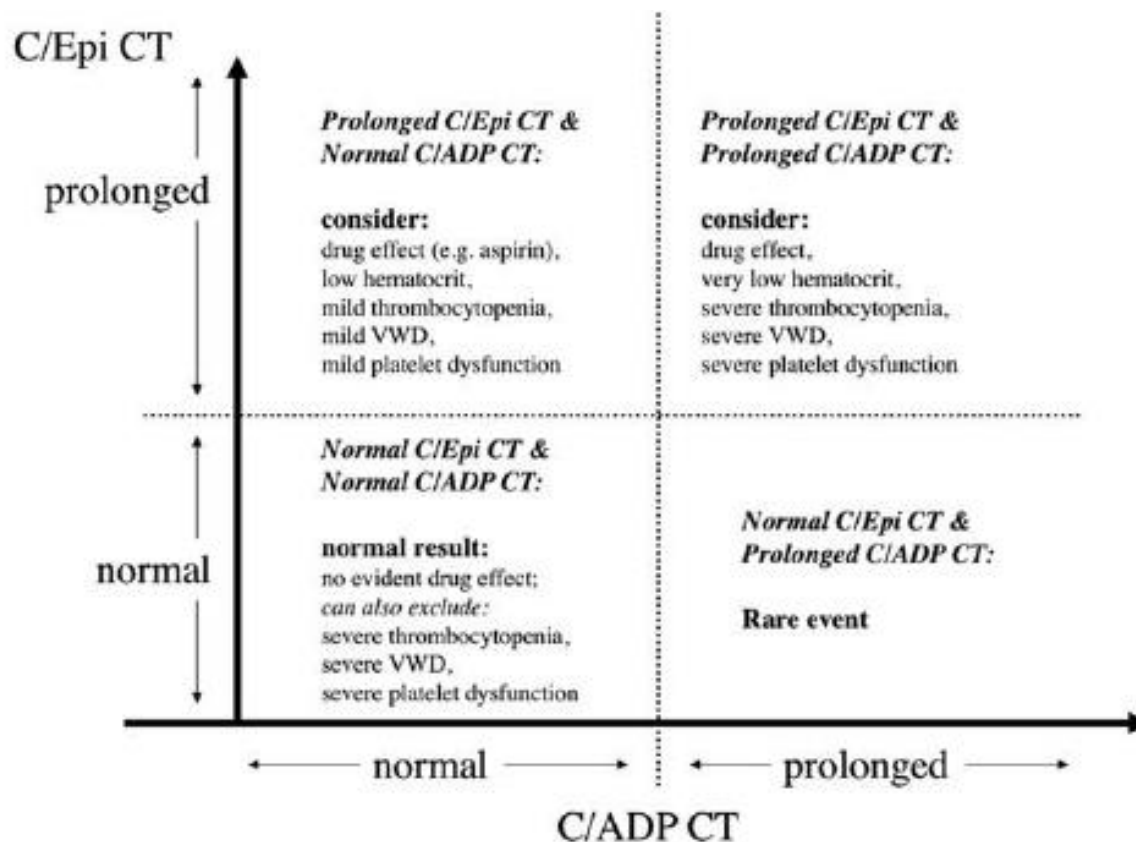 C/Epi CT
prolonged
Prolonged C/Epi CT &
Normal C/ADP CT:
consider:
drug effect (e.g. aspirin),
low hematocrit,
mild thrombocytopenia,
mild VWD,
mild platelet dysfunction
Prolonged C/Epi CT &
Prolonged C/ADP CT:
consider:
drug effect,
very low hematocrit,
severe thrombocytopenia,
severe VWD,
severe platelet dysfunction
normal
Normal C/Epi CT &
Normal C/ADP CT:
normal result:
no evident drug effect;
can also exclude:
severe thrombocytopenia,
severe VWD,
severe platelet dysfunction
Normal C/Epi CT &
Prolonged C/ADP CT:
Rare event
normal
prolonged
C/ADP CT